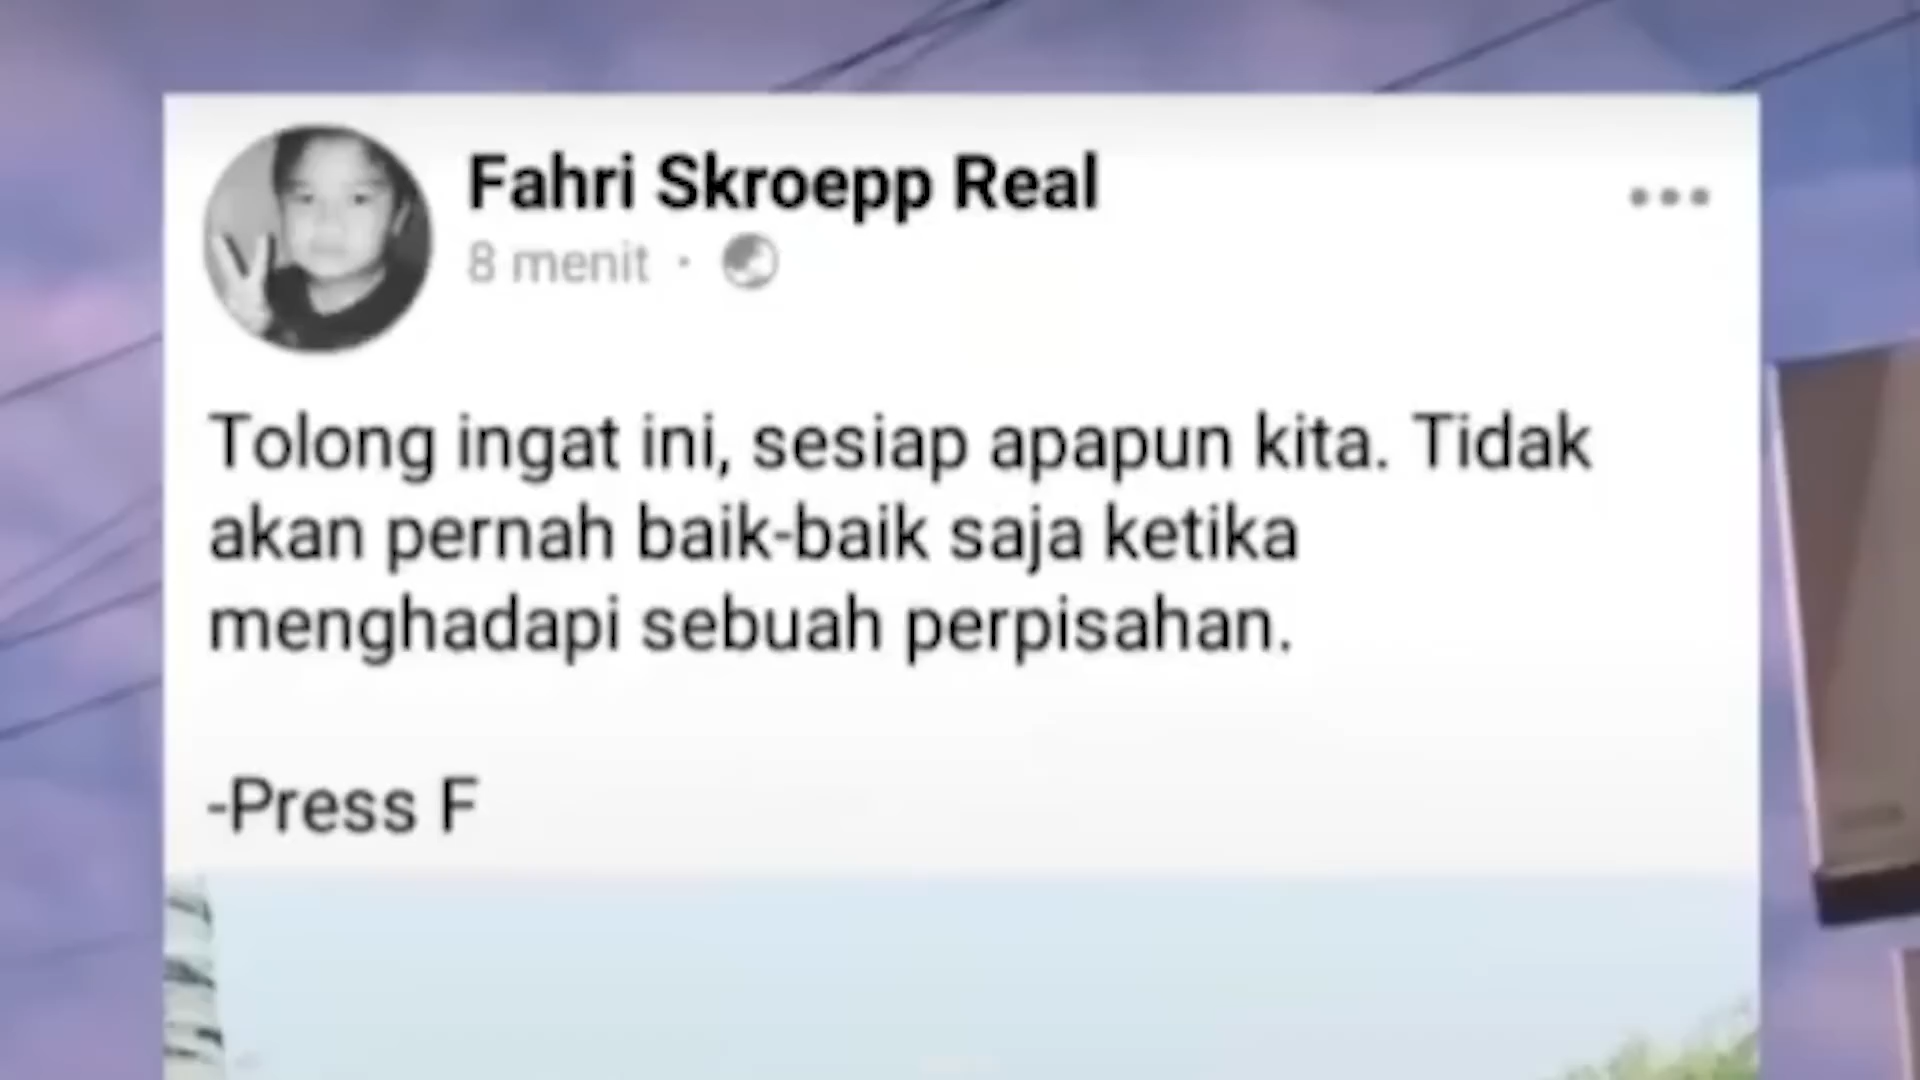 Fahri Skroepp Real
8 menit ·
Tolong ingat ini, sesiap apapun kita. Tidak
akan pernah baik-baik saja ketika
menghadapi sebuah perpisahan.
-Press F